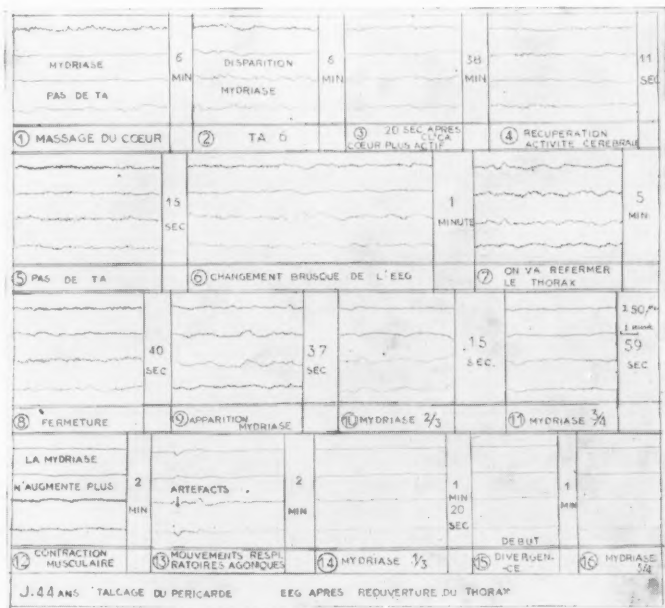 MYDRIASE
PAS DE TA
6 MIN
DISPARITION
MYDRIASE
6 MIN
38 MIN
11 SEC
① MASSAGE DU COEUR
② TA 6
③ 20 SEC APRES CL2CA
COEUR PLUS ACTIF
④ RECUPERATION
ACTIVITE CEREBRALE
15 SEC
1 MINUTE
5 MIN.
⑤ PAS DE TA
⑥ CHANGEMENT BRUSQUE DE L'EEG
⑦ ON VA REFERMER
LE THORAX
40 SEC
37 SEC
15 SEC.
59 SEC
⑧ FERMETURE
⑨ APPARITION
MYDRIASE
⑩ MYDRIASE 2/3
⑪ MYDRIASE 3/4
LA MYDRIASE
N'AUGMENTE PLUS
2 MIN
ARTEFACTS
2 MIN
1 MIN 20 SEC
DEBUT
1 MIN
⑫ CONTRACTION
MUSCULAIRE
⑬ MOUVEMENTS RESPI-
RATOIRES AGONIQUES
⑭ MYDRIASE 1/3
⑮ DIVERGEN-
-CE
⑯ MYDRIASE
3/4
J. 44 ANS TALCAGE DU PERICARDE EEG APRES REOUVERTURE DU THORAX